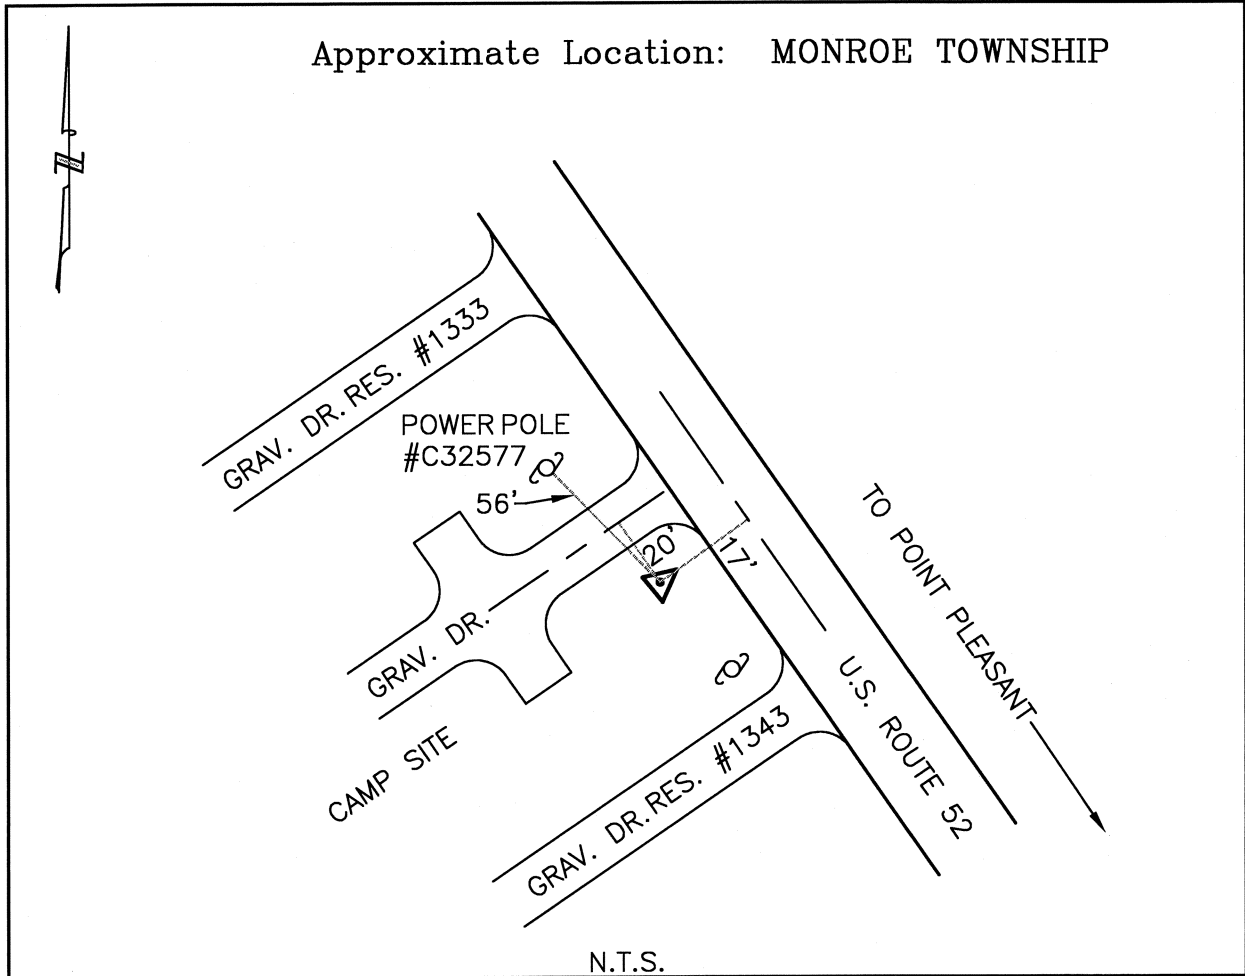 Approximate Location: MONROE TOWNSHIP
N
GRAV. DR. RES. #1333
POWER POLE
#C32577
56'
20'
17'
TO POINT PLEASANT
GRAV. DR.
U.S. ROUTE 52
CAMP SITE
GRAV. DR. RES. #1343
N.T.S.